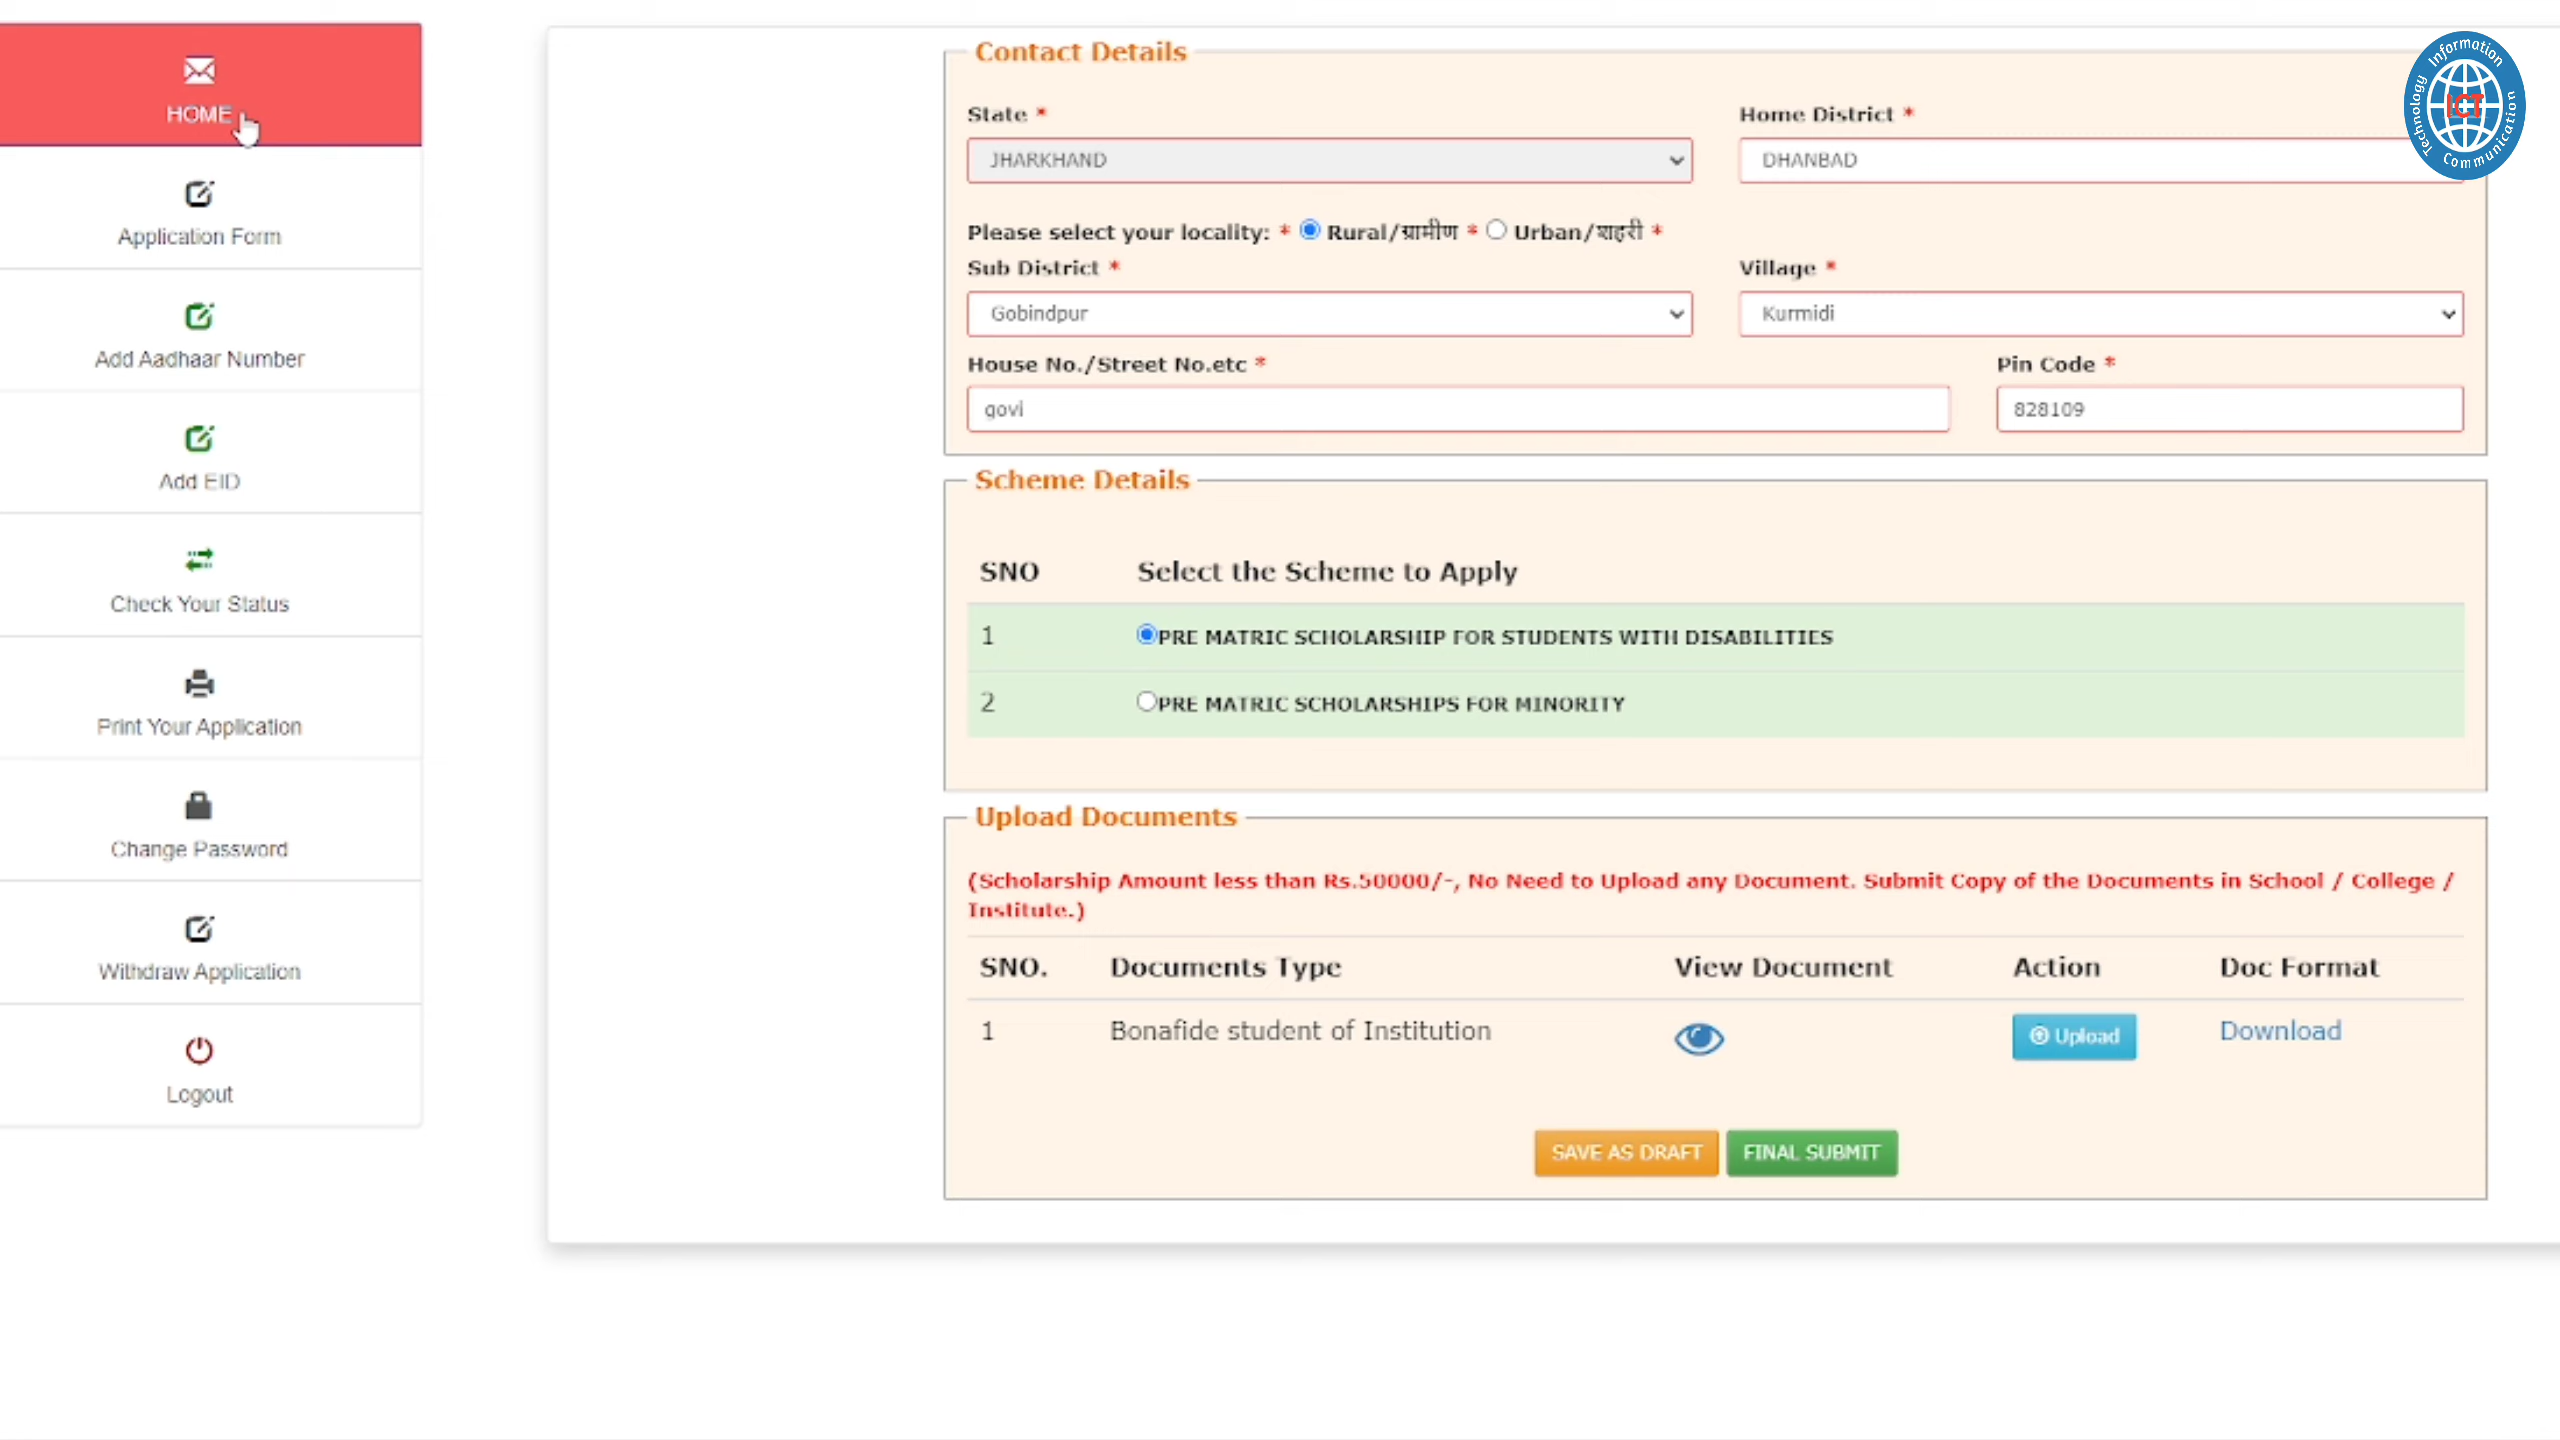 HOME
Application Form
Add Aadhaar Number
Add EID
Check Your Status
Print Your Application
Change Password
Withdraw Application
Logout
Contact Details
State * Home District *
JHARKHAND DHANBAD
Please select your locality: * Rural/ग्रामीण * Urban/शहरी *
Sub District * Village *
Gobindpur Kurmidi
House No./Street No.etc * Pin Code *
govi 828109
Scheme Details
SNO Select the Scheme to Apply
1 PRE MATRIC SCHOLARSHIP FOR STUDENTS WITH DISABILITIES
2 PRE MATRIC SCHOLARSHIPS FOR MINORITY
Upload Documents
(Scholarship Amount less than Rs.50000/-, No Need to Upload any Document. Submit Copy of the Documents in School / College /
Institute.)
SNO. Documents Type View Document Action Doc Format
1 Bonafide student of Institution Upload Download
SAVE AS DRAFT FINAL SUBMIT
Information
Communication
Technology
ICT